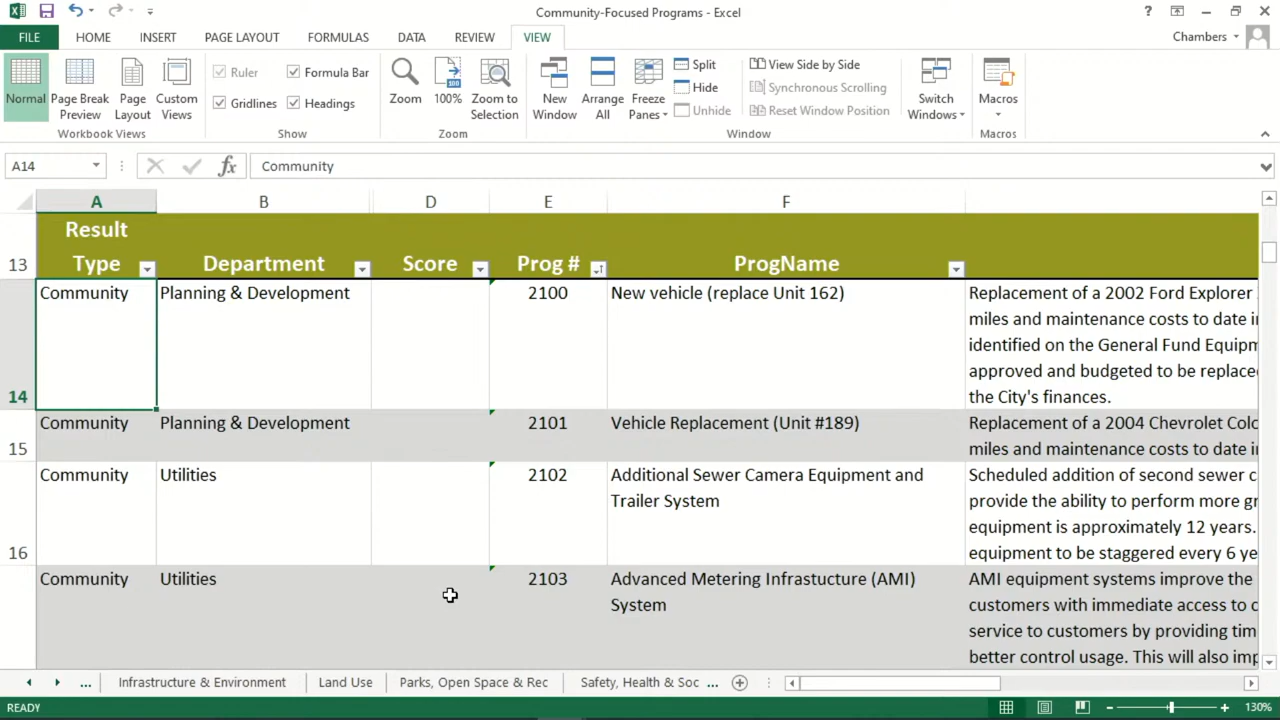 Community-Focused Programs - Excel
?
FILE HOME INSERT PAGE LAYOUT FORMULAS DATA REVIEW VIEW Chambers
Normal
Page Break Preview
Page Layout
Custom Views
Workbook Views
Ruler Formula Bar
Gridlines Headings
Show
Zoom
100%
Zoom to Selection
Zoom
New Window
Arrange All
Freeze Panes
Split
Hide
Unhide
View Side by Side
Synchronous Scrolling
Reset Window Position
Window
Switch Windows
Macros
Macros
A14 fx Community
A B D E F
Result
13 Type Department Score Prog # ProgName
Community Planning & Development 2100 New vehicle (replace Unit 162) Replacement of a 2002 Ford Explorer
miles and maintenance costs to date in
identified on the General Fund Equipm
approved and budgeted to be replace
14 the City's finances.
Community Planning & Development 2101 Vehicle Replacement (Unit #189) Replacement of a 2004 Chevrolet Colo
15 miles and maintenance costs to date in
Community Utilities 2102 Additional Sewer Camera Equipment and Scheduled addition of second sewer c
Trailer System provide the ability to perform more gr
equipment is approximately 12 years.
16 equipment to be staggered every 6 ye
Community Utilities 2103 Advanced Metering Infrastucture (AMI) AMI equipment systems improve the
System customers with immediate access to c
service to customers by providing tim
better control usage. This will also imp
... Infrastructure & Environment Land Use Parks, Open Space & Rec Safety, Health & Soc ...
READY 130%